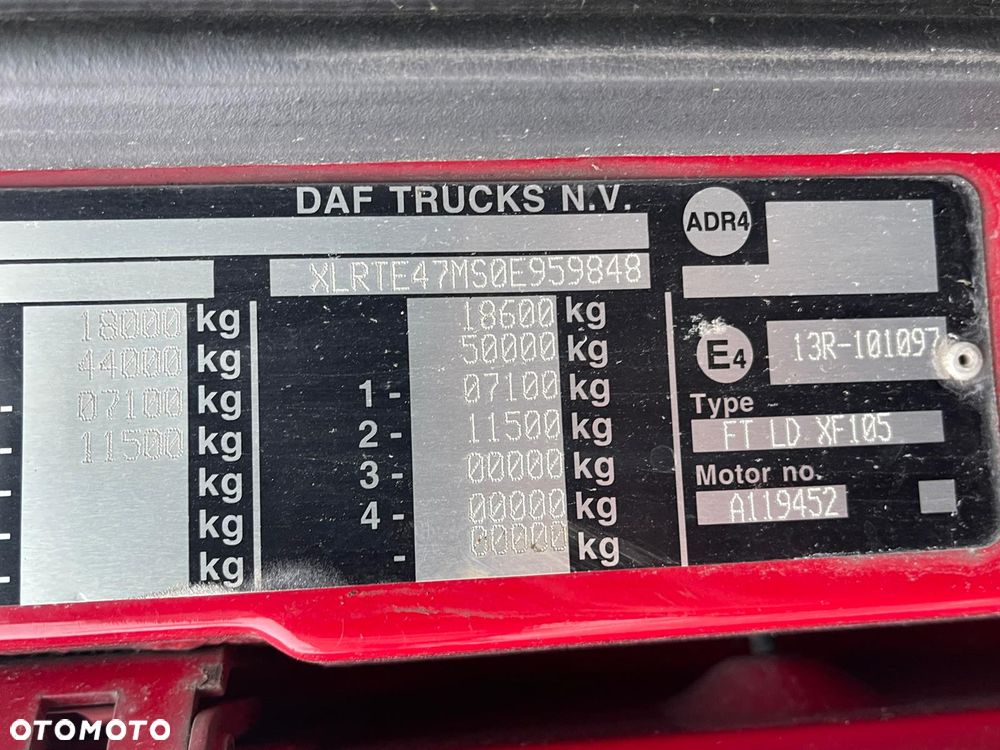 DAF TRUCKS N.V.
ADR4
XLRTE47MS0E959848
18000 kg
44000 kg
- 07100 kg
- 11500 kg
- kg
- kg
- kg
18600 kg
50000 kg
1 - 07100 kg
2 - 11500 kg
3 - 00000 kg
4 - 00000 kg
- 00000 kg
E4 13R-101097
Type
FT LD XF105
Motor no.
A119452
OTOMOTO